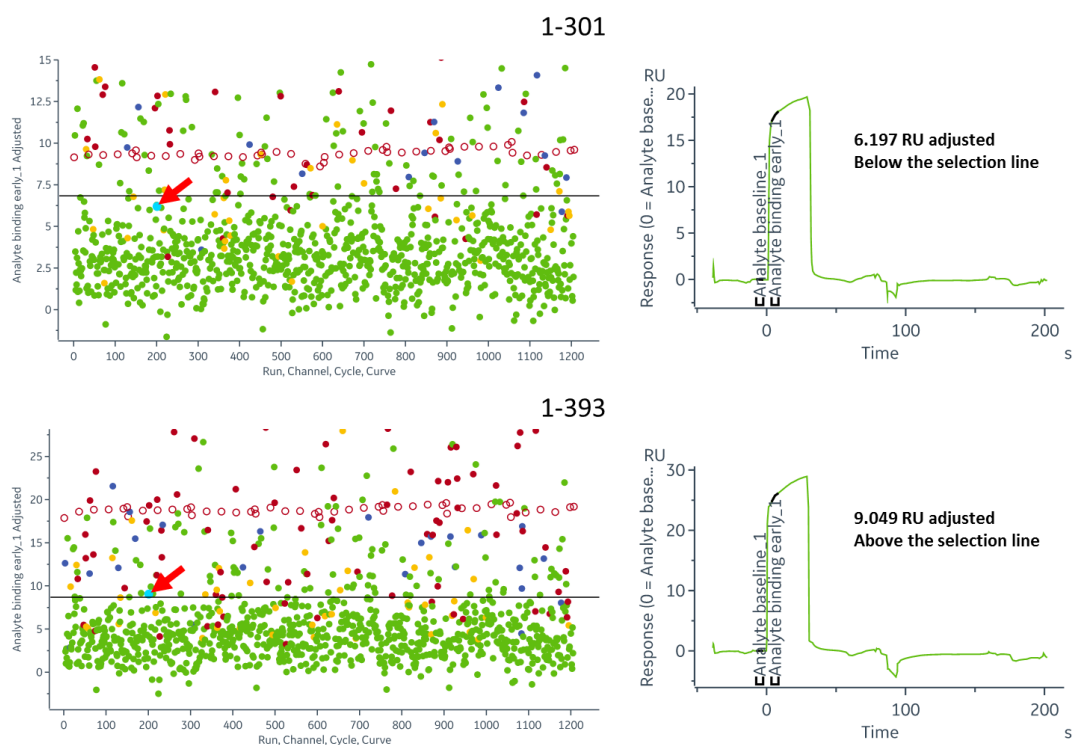 1-301
15
12.5
10
7.5
5
2.5
0
Analyte binding early_1 Adjusted
0 100 200 300 400 500 600 700 800 900 1000 1100 1200
Run, Channel, Cycle, Curve
RU
20
15
10
5
0
Response (0 = Analyte base...
Analyte baseline_1
Analyte binding early_1
6.197 RU adjusted
Below the selection line
0 100 200
Time s
1-393
25
20
15
10
5
0
Analyte binding early_1 Adjusted
0 100 200 300 400 500 600 700 800 900 1000 1100 1200
Run, Channel, Cycle, Curve
RU
30
20
10
0
Response (0 = Analyte base...
Analyte baseline_1
Analyte binding early_1
9.049 RU adjusted
Above the selection line
0 100 200
Time s